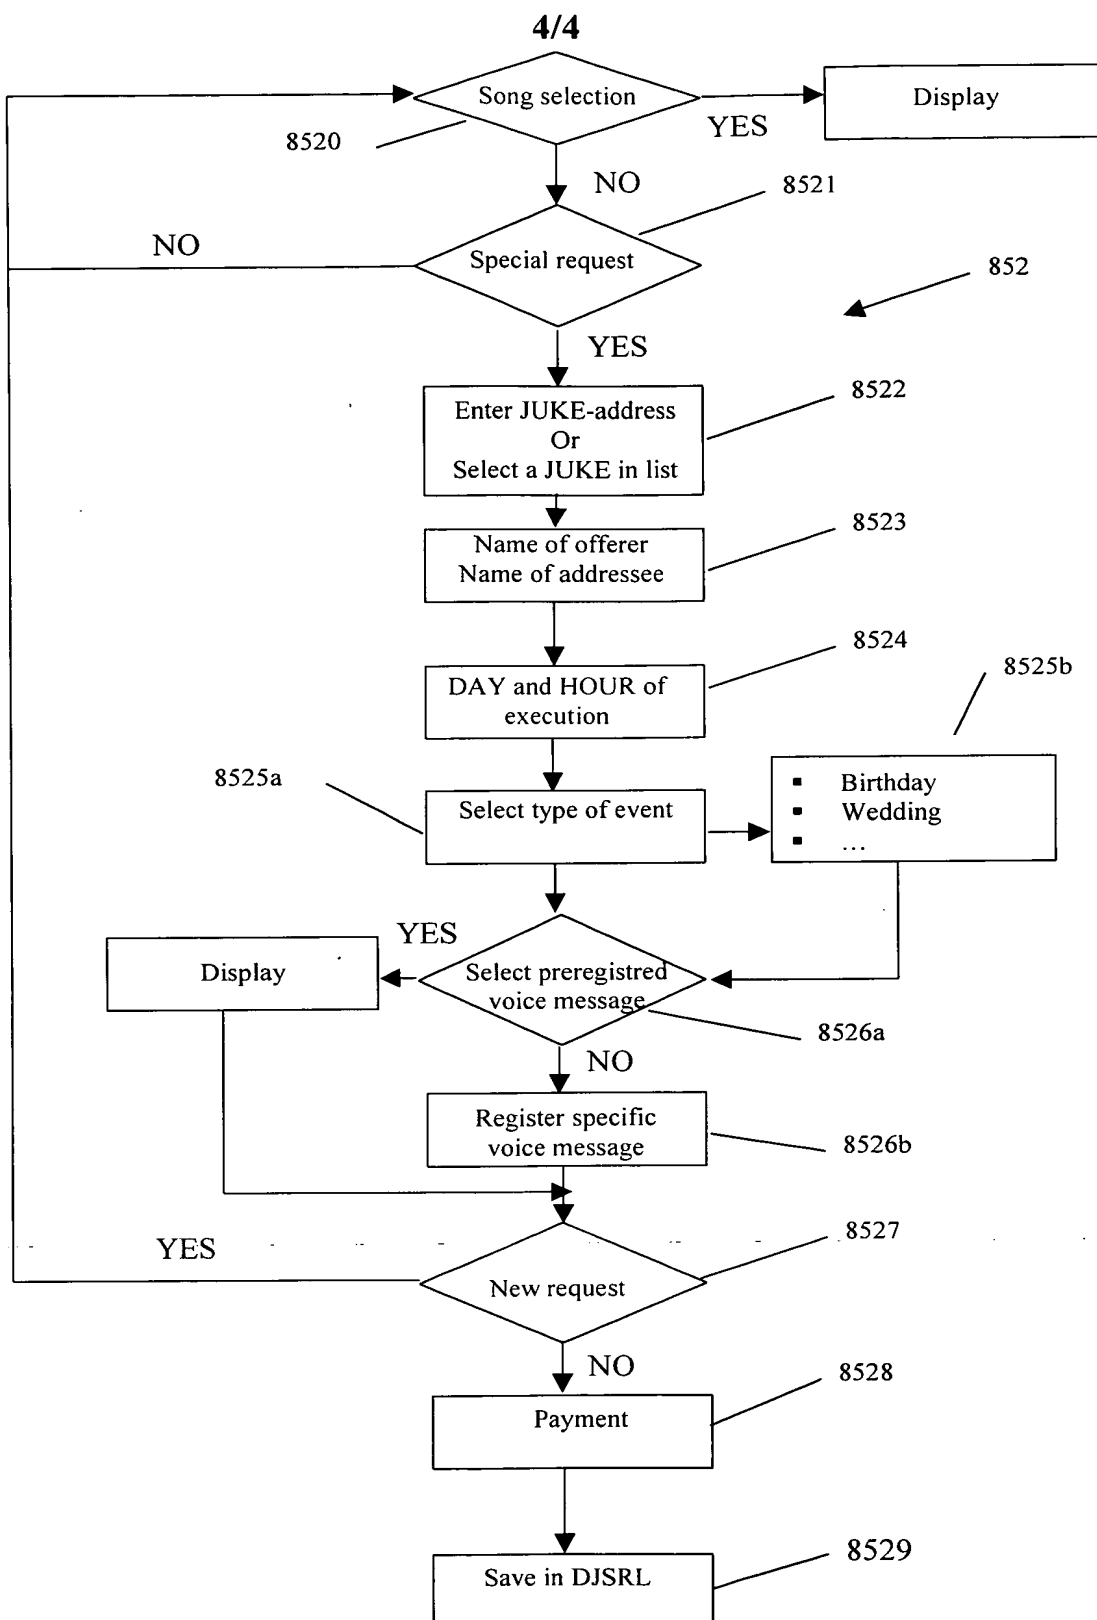 4/4
Song selection
Display
YES
8520
NO
8521
NO
Special request
852
YES
8522
Enter JUKE-address
Or
Select a JUKE in list
8523
Name of offerer
Name of addressee
8524
DAY and HOUR of
execution
8525b
8525a
Select type of event
▪ Birthday
▪ Wedding
▪ ...
YES
Display
Select preregistred
voice message
8526a
NO
Register specific
voice message
8526b
8527
YES
New request
NO
8528
Payment
8529
Save in DJSRL